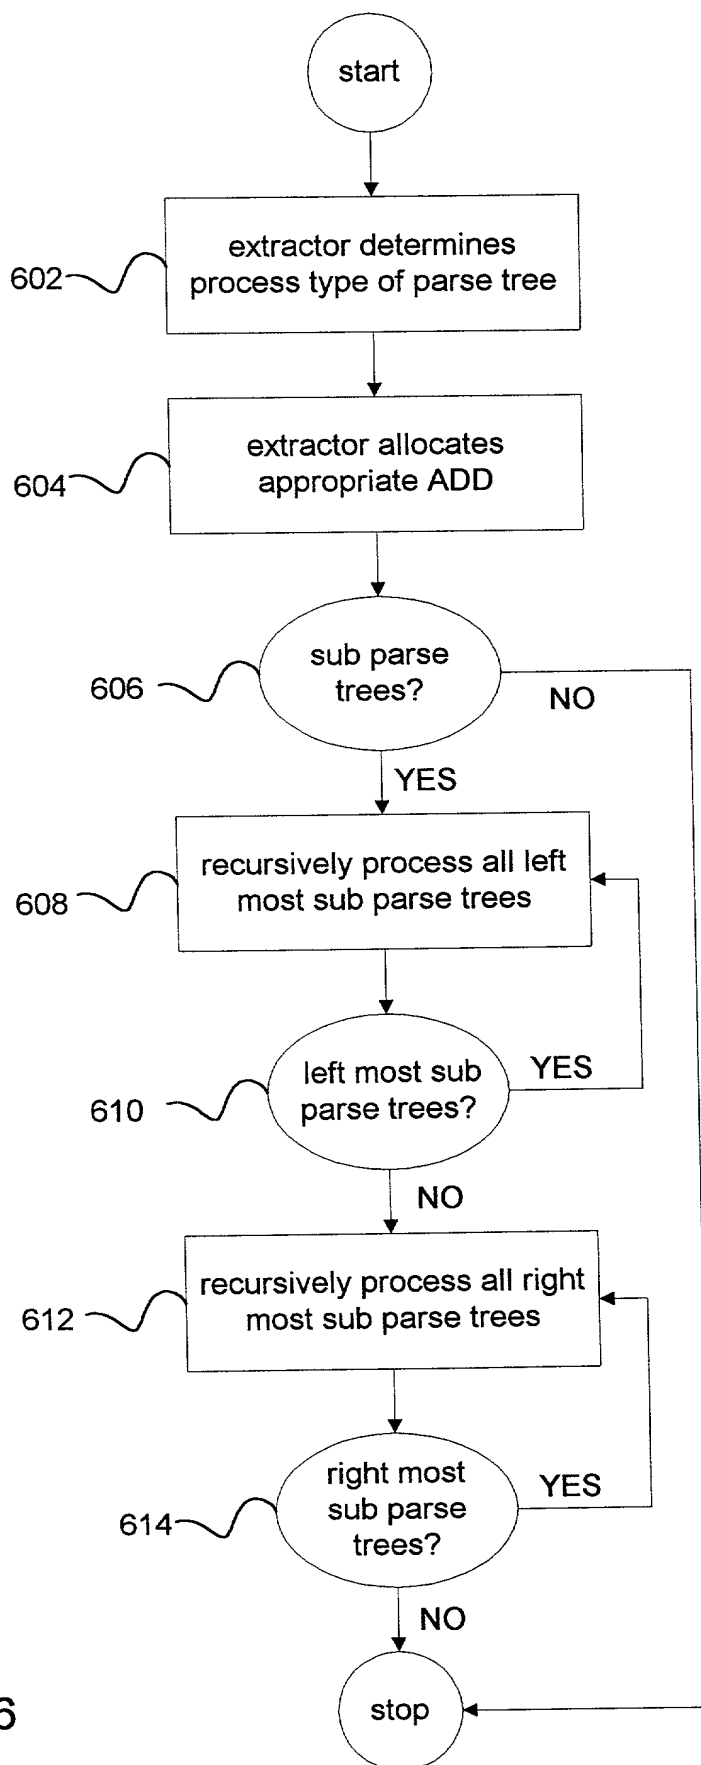 start
extractor determines
process type of parse tree
602
extractor allocates
appropriate ADD
604
sub parse
trees?
606
NO
YES
recursively process all left
most sub parse trees
608
left most sub
parse trees?
YES
610
NO
recursively process all right
most sub parse trees
612
right most
sub parse
trees?
YES
614
NO
stop
6